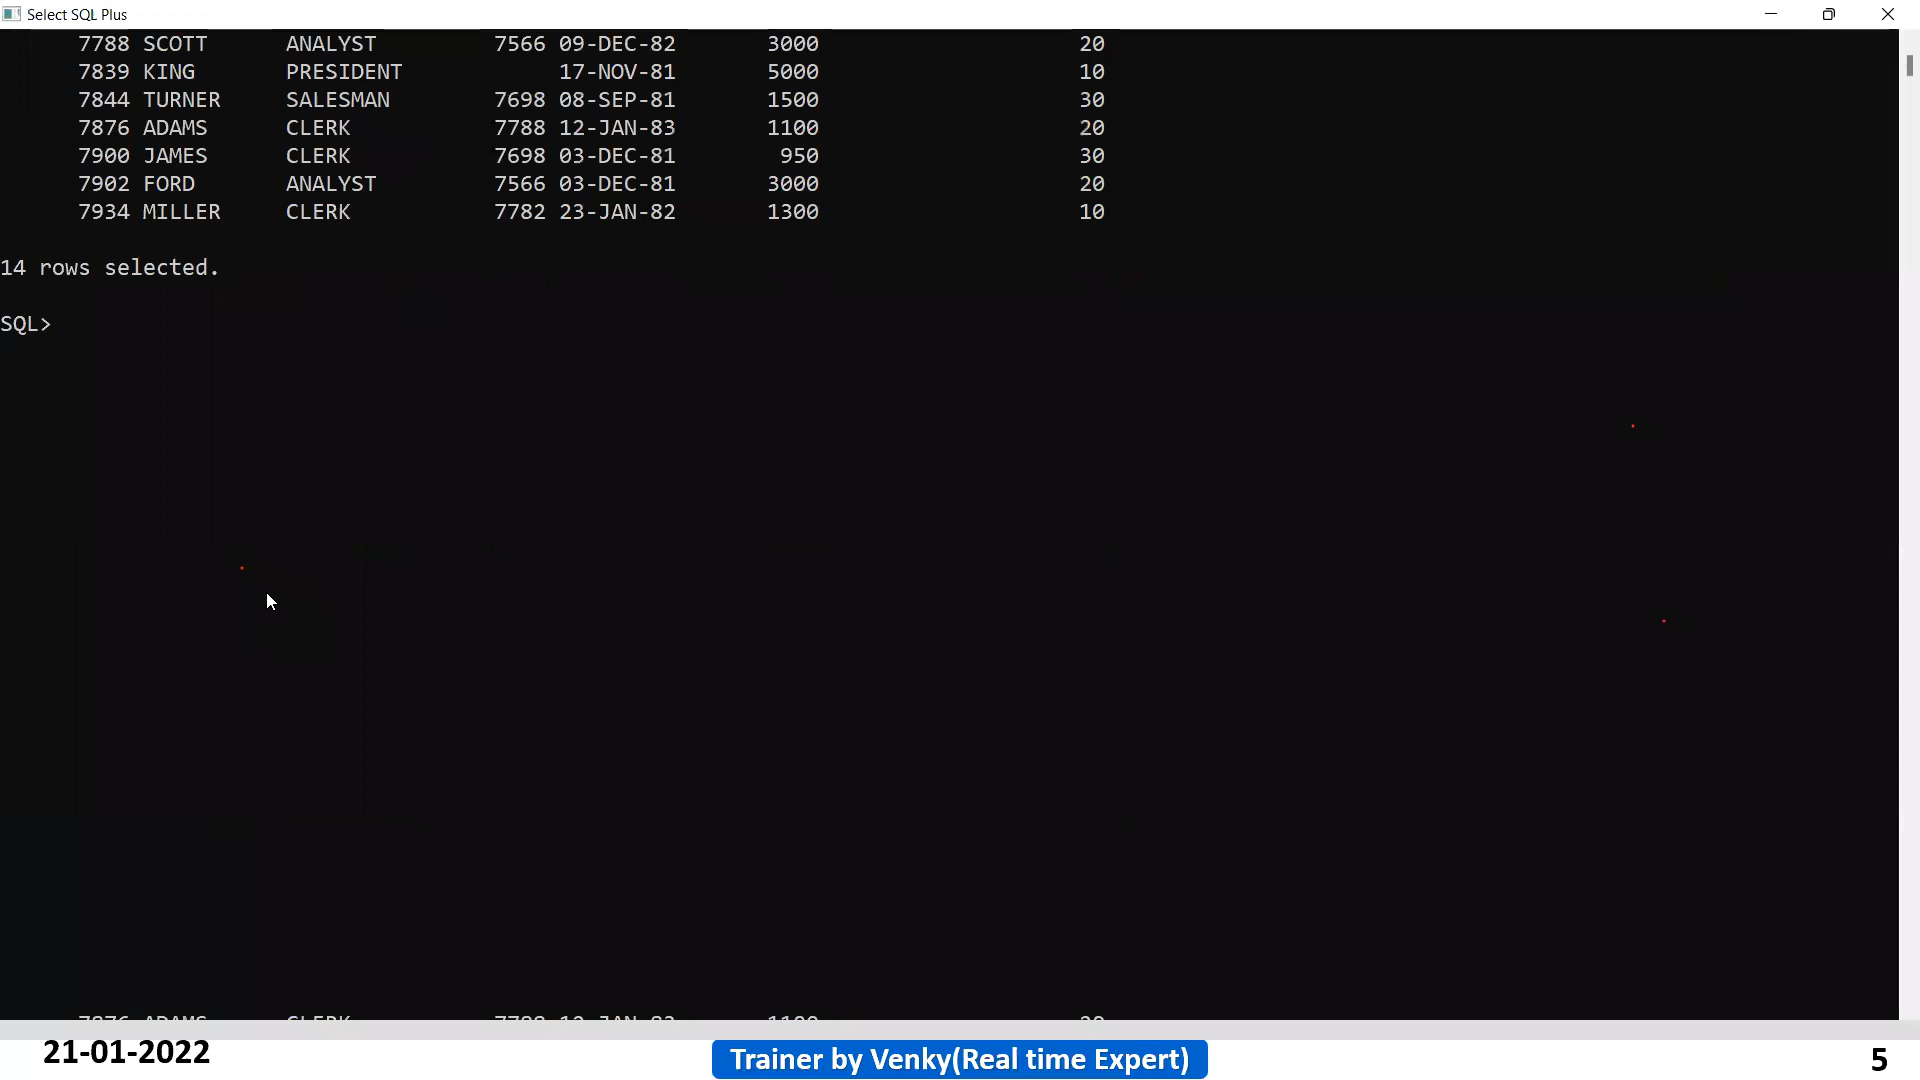 Select SQL Plus
7788 SCOTT ANALYST 7566 09-DEC-82 3000 20
7839 KING PRESIDENT 17-NOV-81 5000 10
7844 TURNER SALESMAN 7698 08-SEP-81 1500 30
7876 ADAMS CLERK 7788 12-JAN-83 1100 20
7900 JAMES CLERK 7698 03-DEC-81 950 30
7902 FORD ANALYST 7566 03-DEC-81 3000 20
7934 MILLER CLERK 7782 23-JAN-82 1300 10
14 rows selected.
SQL>
21-01-2022
Trainer by Venky(Real time Expert)
5